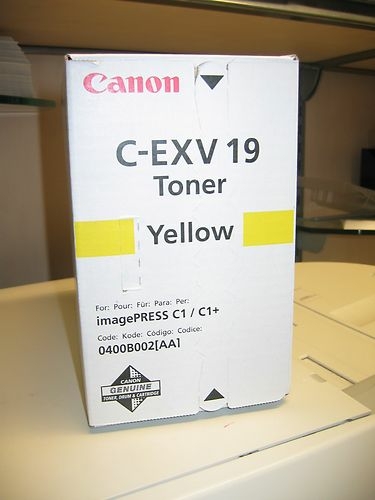 Canon
C-EXV 19
Toner
Yellow
For: Pour: Für: Para: Per:
imagePRESS C1 / C1+
Code: Kode: Código: Codice:
0400B002[AA]
CANON
GENUINE
TONER, DRUM & CARTRIDGE